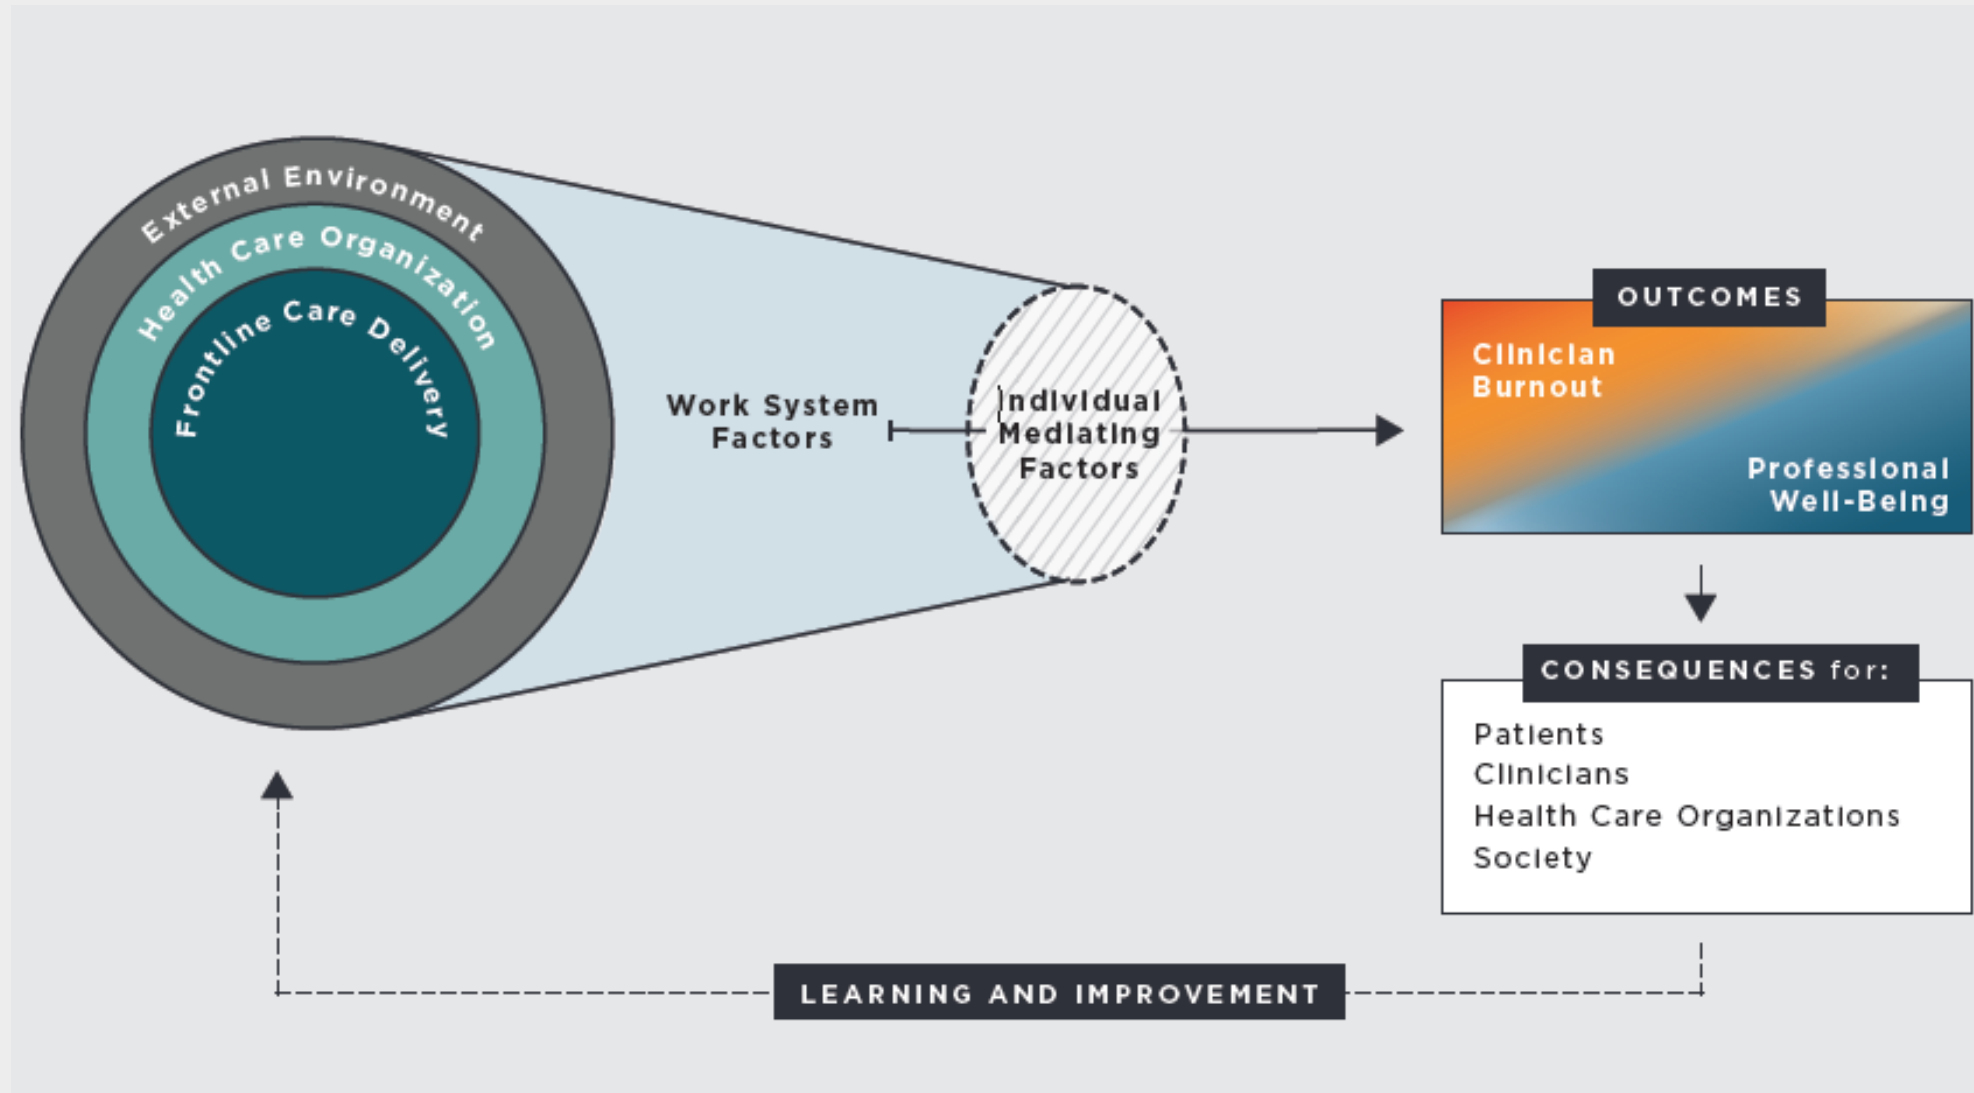 External Environment
Health Care Organization
Frontline Care Delivery
Work System
Factors
Individual
Mediating
Factors
OUTCOMES
Clinician
Burnout
Professional
Well-Being
CONSEQUENCES for:
Patients
Clinicians
Health Care Organizations
Society
LEARNING AND IMPROVEMENT